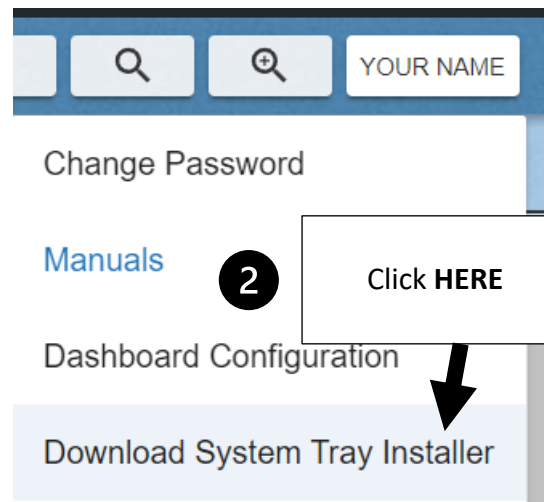 YOUR NAME
Change Password
Manuals
2
Click HERE
Dashboard Configuration
Download System Tray Installer